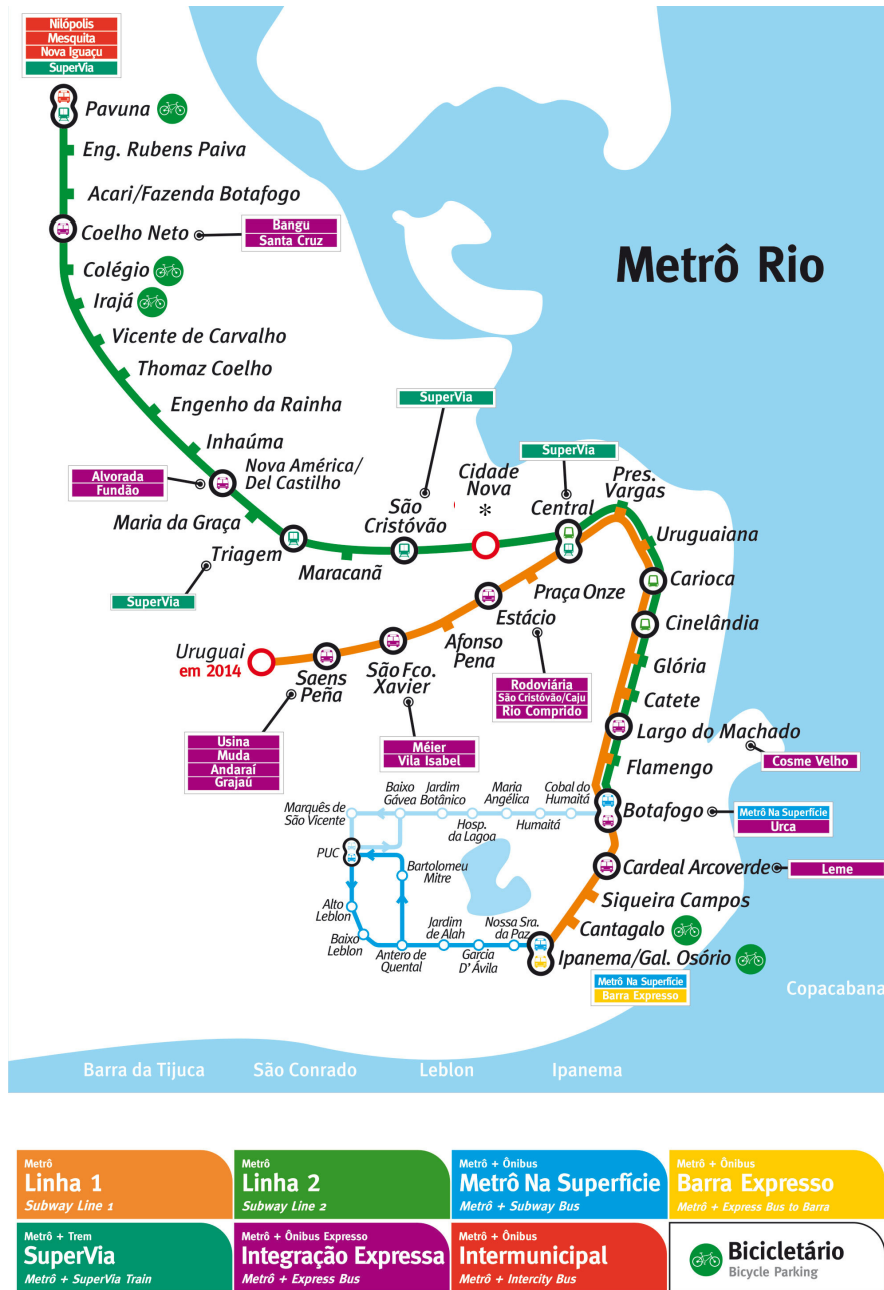 Nilópolis
Mesquita
Nova Iguaçu
SuperVia
Pavuna
Eng. Rubens Paiva
Acari/Fazenda Botafogo
Coelho Neto
Bangu
Santa Cruz
Metrô Rio
Colégio
Irajá
Vicente de Carvalho
Thomaz Coelho
Engenho da Rainha
SuperVia
Inhaúma
SuperVia
Nova América/
Del Castilho
Alvorada
Fundão
Cidade
Nova
*
Pres.
Vargas
São
Cristóvão
Central
Maria da Graça
Uruguaiana
Triagem
Maracanã
Carioca
SuperVia
Praça Onze
Estácio
Cinelândia
Afonso
Pena
Uruguai
em 2014
Saens
Peña
São Fco.
Xavier
Glória
Rodoviária
São Cristóvão/Caju
Rio Comprido
Catete
Largo do Machado
Usina
Muda
Andaraí
Grajaú
Méier
Vila Isabel
Cosme Velho
Flamengo
Marquês de
São Vicente
Baixo
Gávea
Jardim
Botânico
Maria
Angélica
Cobal do
Humaitá
Hosp.
da Lagoa
Humaitá
Botafogo
Metrô Na Superfície
Urca
PUC
Bartolomeu
Mitre
Cardeal Arcoverde
Leme
Siqueira Campos
Alto
Leblon
Baixo
Leblon
Antero de
Quental
Jardim
de Alah
Garcia
D' Ávila
Nossa Sra.
da Paz
Cantagalo
Ipanema/Gal. Osório
Metrô Na Superfície
Barra Expresso
Copacabana
Barra da Tijuca
São Conrado
Leblon
Ipanema
Metrô
Linha 1
Subway Line 1
Metrô
Linha 2
Subway Line 2
Metrô + Ônibus
Metrô Na Superfície
Metrô + Subway Bus
Metrô + Ônibus
Barra Expresso
Metrô + Express Bus to Barra
Metrô + Trem
SuperVia
Metrô + SuperVia Train
Metrô + Ônibus Expresso
Integração Expressa
Metrô + Express Bus
Metrô + Ônibus
Intermunicipal
Metrô + Intercity Bus
Bicicletário
Bicycle Parking